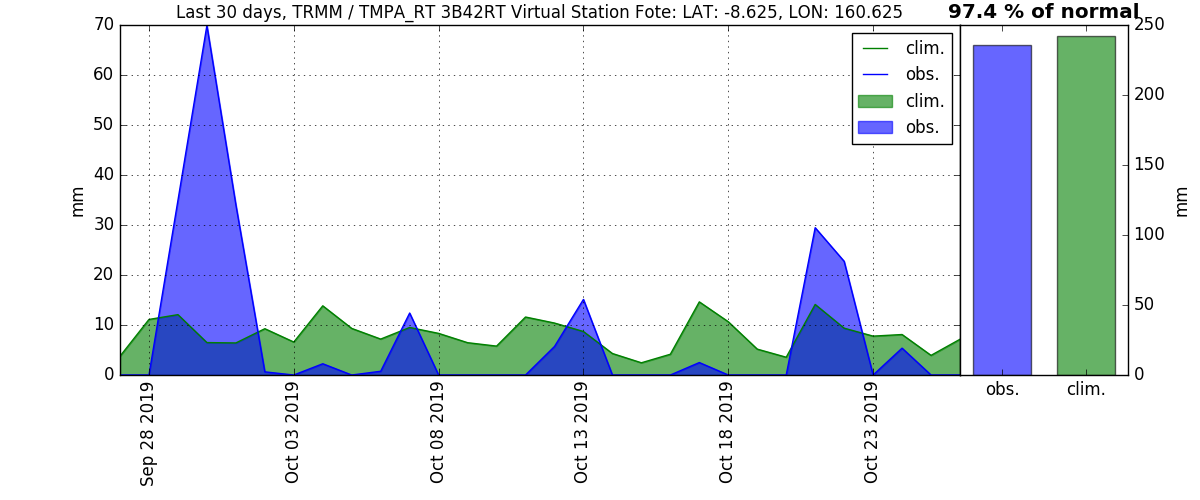 Last 30 days, TRMM / TMPA_RT 3B42RT Virtual Station Fote: LAT: -8.625, LON: 160.625
97.4 % of normal
70
60
50
40
30
20
10
0
mm
clim.
obs.
clim.
obs.
Sep 28 2019
Oct 03 2019
Oct 08 2019
Oct 13 2019
Oct 18 2019
Oct 23 2019
250
200
150
100
50
0
mm
obs.
clim.